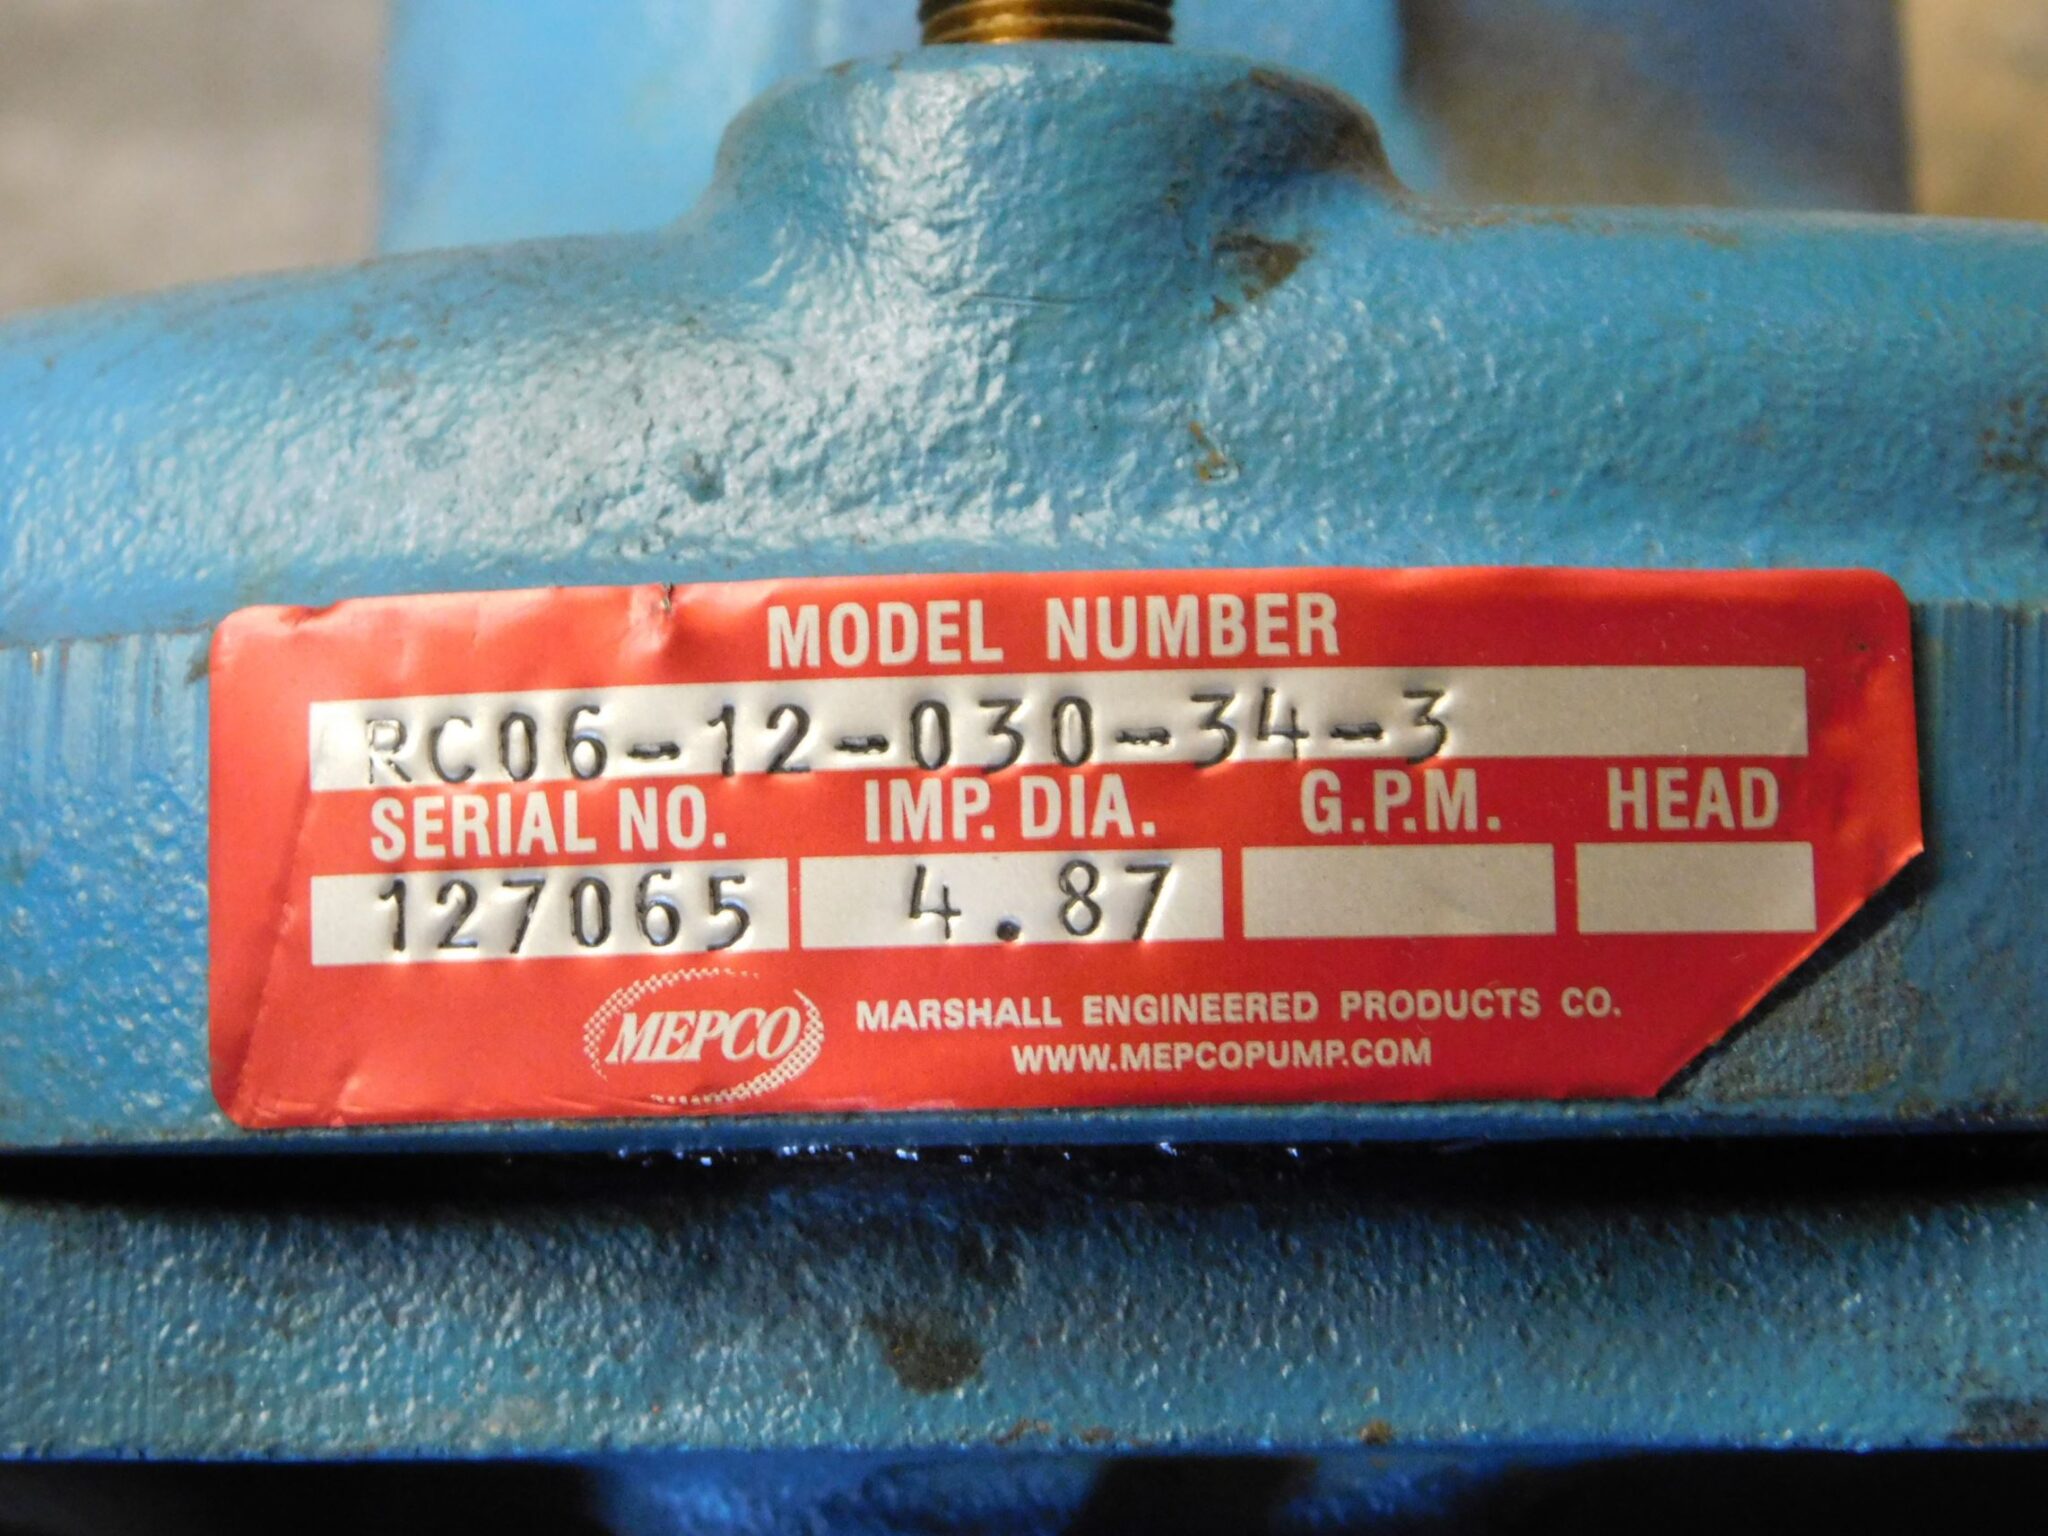 MODEL NUMBER
RC06-12-030-34-3
SERIAL NO. IMP. DIA. G.P.M. HEAD
127065 4.87
MEPCO MARSHALL ENGINEERED PRODUCTS CO.
WWW.MEPCOPUMP.COM